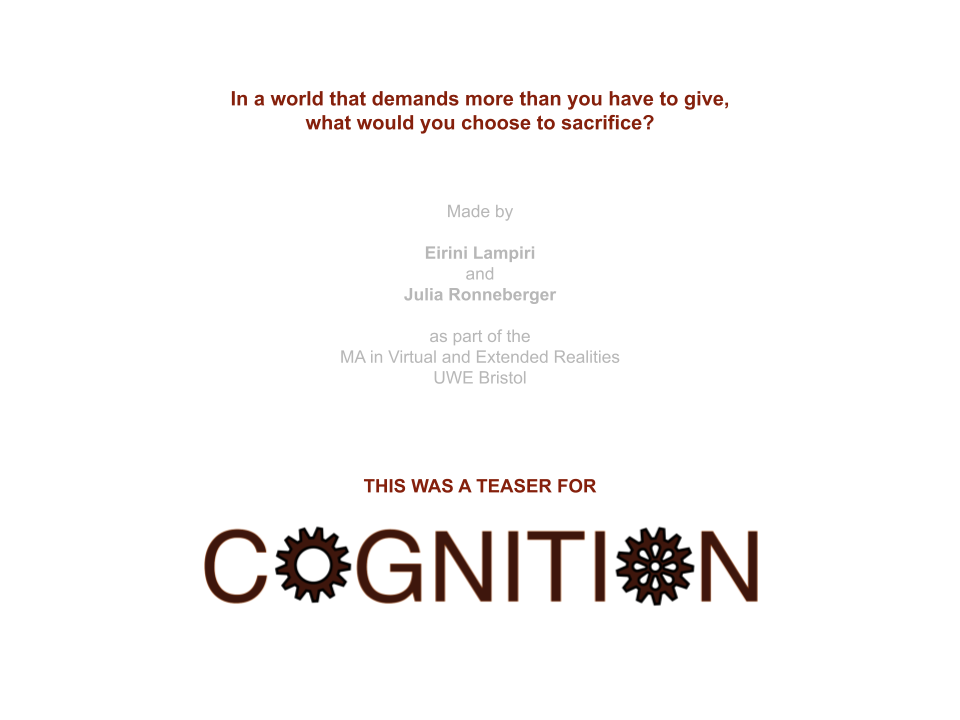 In a world that demands more than you have to give,
what would you choose to sacrifice?
Made by
Eirini Lampiri
and
Julia Ronneberger
as part of the
MA in Virtual and Extended Realities
UWE Bristol
THIS WAS A TEASER FOR
COGNITION